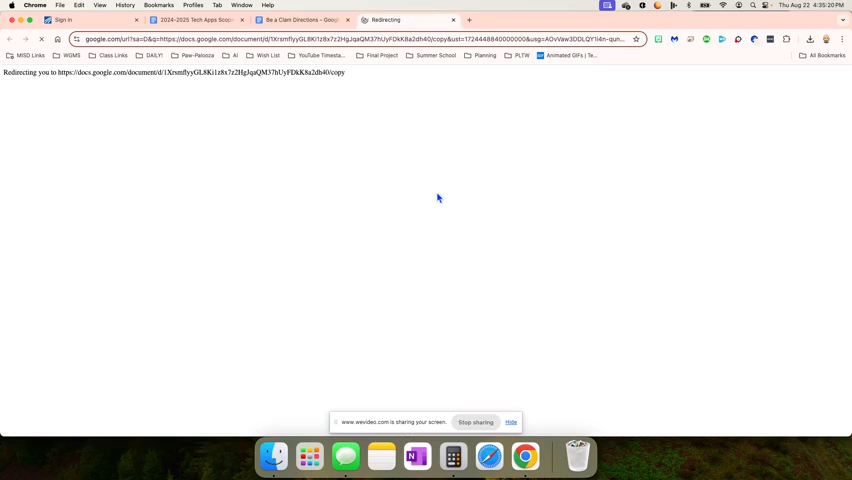 Chrome File Edit View History Bookmarks Profiles Tab Window Help Thu Aug 22 4:35:20 PM
Sign In 2024-2025 Tech Apps Scope Be a Clam Directions – Googl Redirecting
google.com/url?sa=D&q=https://docs.google.com/document/d/1XrsmflyyGL8Ki1z8x7z2HgJqaQM37hUyFDkK8a2dh40/copy&ust=1724448840000000&usg=AOvVaw3DDLQY1i4n-qun...
MISD Links WGMS Class Links DAILY! Paw-Palooza AI Wish List YouTube Timesta... Final Project Summer School Planning PLTW Animated GIFs | Te... All Bookmarks
Redirecting you to https://docs.google.com/document/d/1XrsmflyyGL8Ki1z8x7z2HgJqaQM37hUyFDkK8a2dh40/copy
www.wevideo.com is sharing your screen. Stop sharing Hide